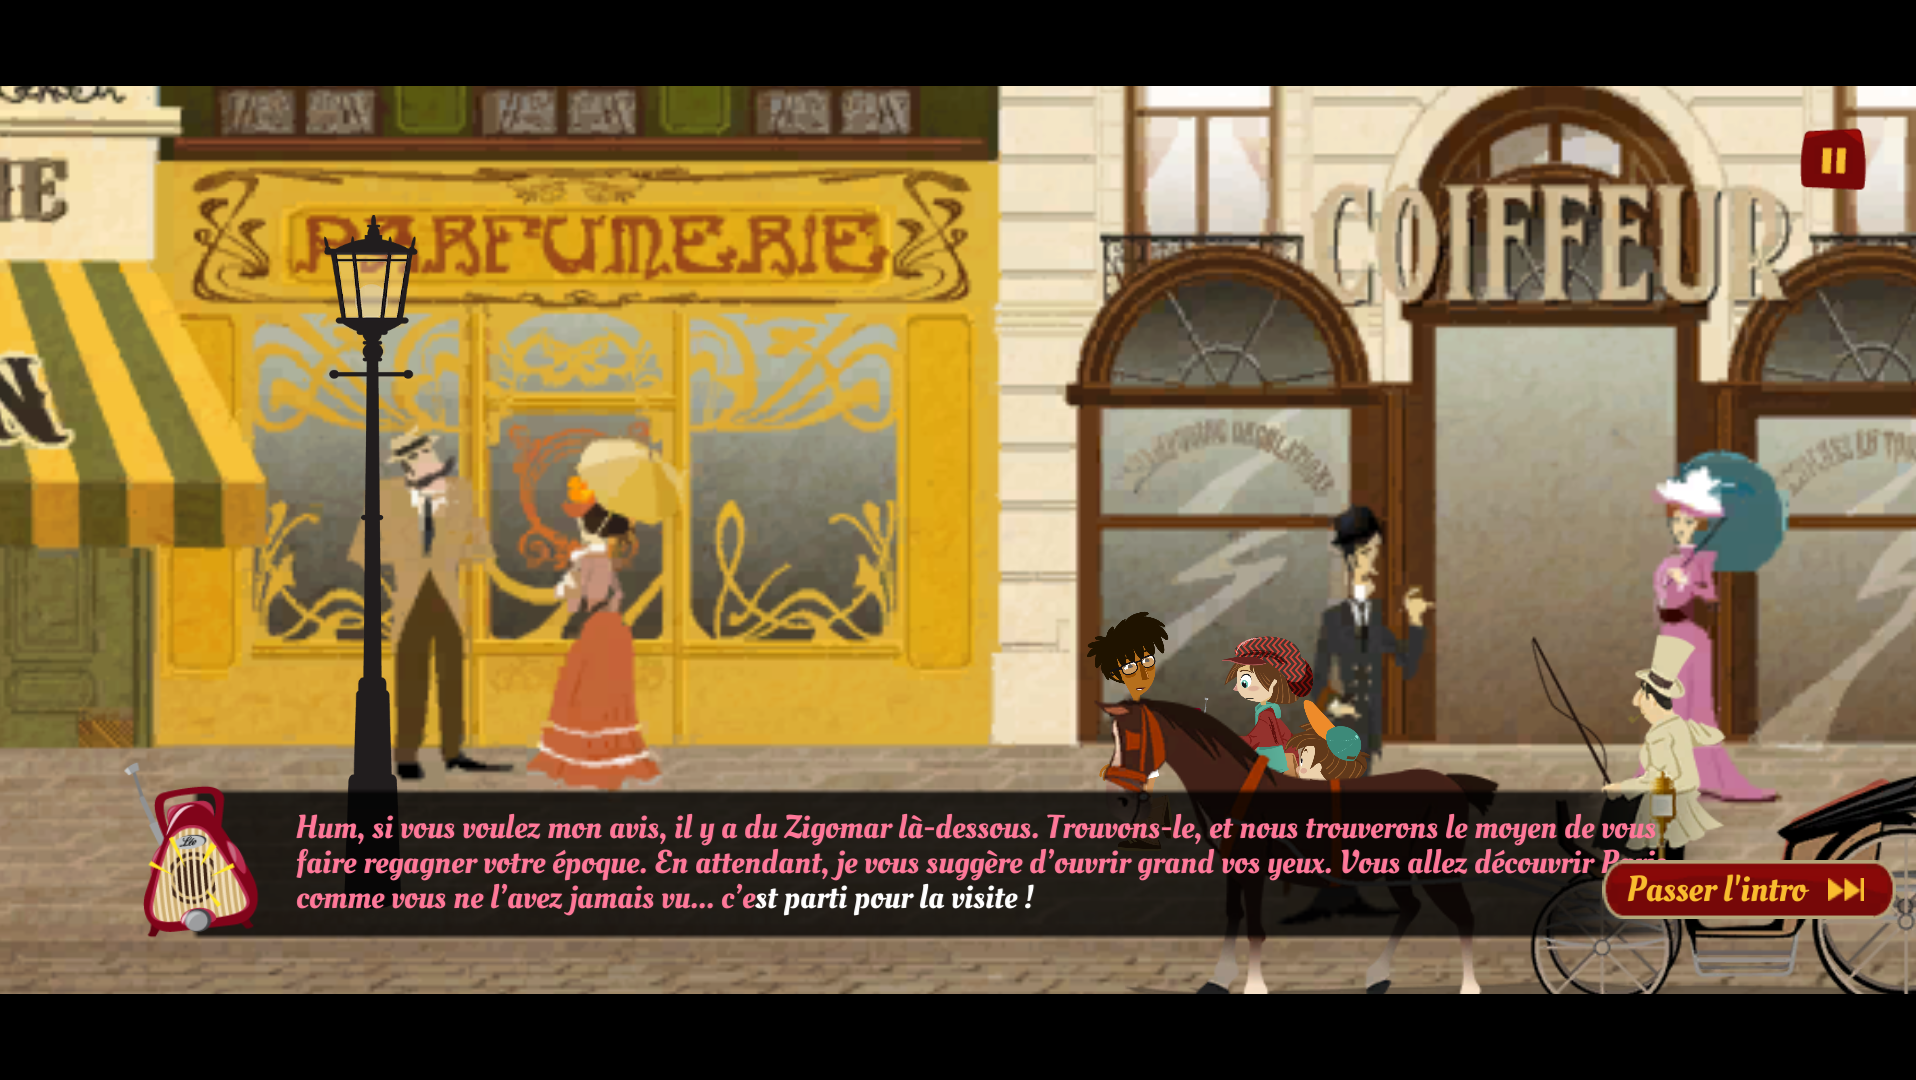 PARFUMERIE
COIFFEUR
N
Léo
Hum, si vous voulez mon avis, il y a du Zigomar là-dessous. Trouvons-le, et nous trouverons le moyen de vous
faire regagner votre époque. En attendant, je vous suggère d'ouvrir grand vos yeux. Vous allez découvrir
comme vous ne l'avez jamais vu... c'est parti pour la visite !
Passer l'intro